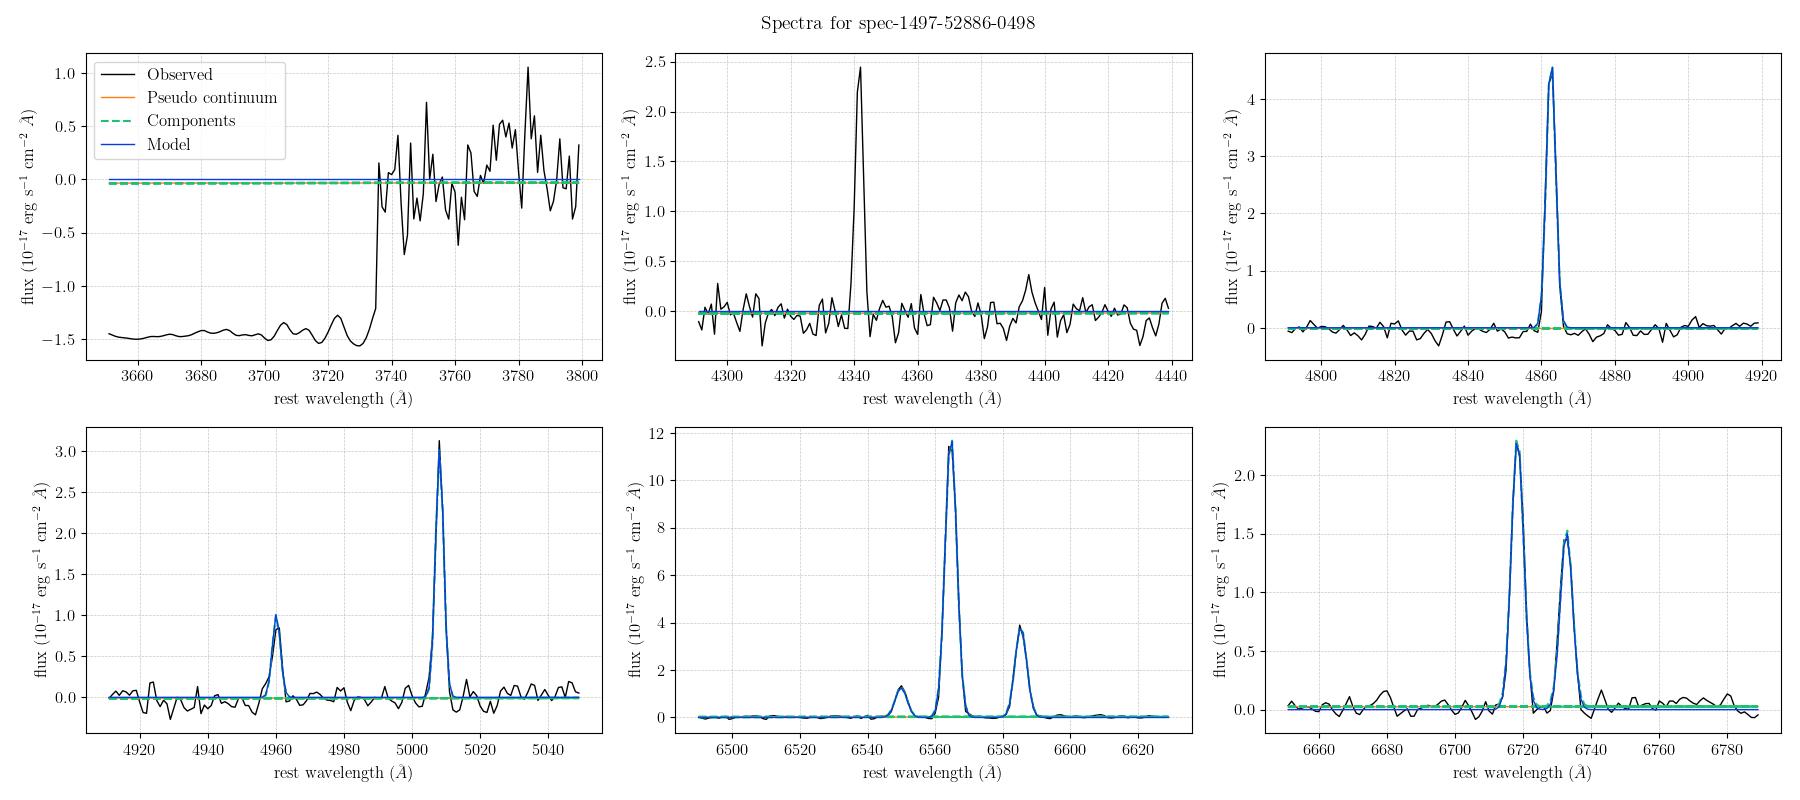 Spectra for spec-1497-52886-0498
Observed
Pseudo continuum
Components
Model
1.0
0.5
0.0
−0.5
−1.0
−1.5
flux (10⁻¹⁷ erg s⁻¹ cm⁻² Å)
3660 3680 3700 3720 3740 3760 3780 3800
rest wavelength (Å)
2.5
2.0
1.5
1.0
0.5
0.0
flux (10⁻¹⁷ erg s⁻¹ cm⁻² Å)
4300 4320 4340 4360 4380 4400 4420 4440
rest wavelength (Å)
4
3
2
1
0
flux (10⁻¹⁷ erg s⁻¹ cm⁻² Å)
4800 4820 4840 4860 4880 4900 4920
rest wavelength (Å)
3.0
2.5
2.0
1.5
1.0
0.5
0.0
flux (10⁻¹⁷ erg s⁻¹ cm⁻² Å)
4920 4940 4960 4980 5000 5020 5040
rest wavelength (Å)
12
10
8
6
4
2
0
flux (10⁻¹⁷ erg s⁻¹ cm⁻² Å)
6500 6520 6540 6560 6580 6600 6620
rest wavelength (Å)
2.0
1.5
1.0
0.5
0.0
flux (10⁻¹⁷ erg s⁻¹ cm⁻² Å)
6660 6680 6700 6720 6740 6760 6780
rest wavelength (Å)